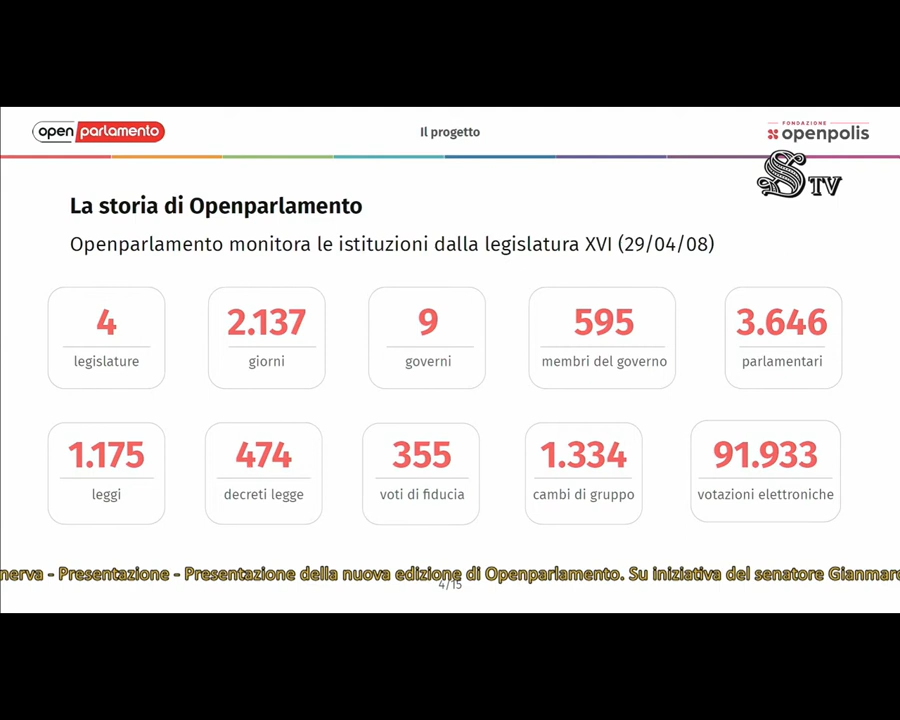 open parlamento
Il progetto
FONDAZIONE
openpolis
S TV
La storia di Openparlamento
Openparlamento monitora le istituzioni dalla legislatura XVI (29/04/08)
4
legislature
2.137
giorni
9
governi
595
membri del governo
3.646
parlamentari
1.175
leggi
474
decreti legge
355
voti di fiducia
1.334
cambi di gruppo
91.933
votazioni elettroniche
nerva - Presentazione - Presentazione della nuova edizione di Openparlamento. Su iniziativa del senatore Gianmar
4/15